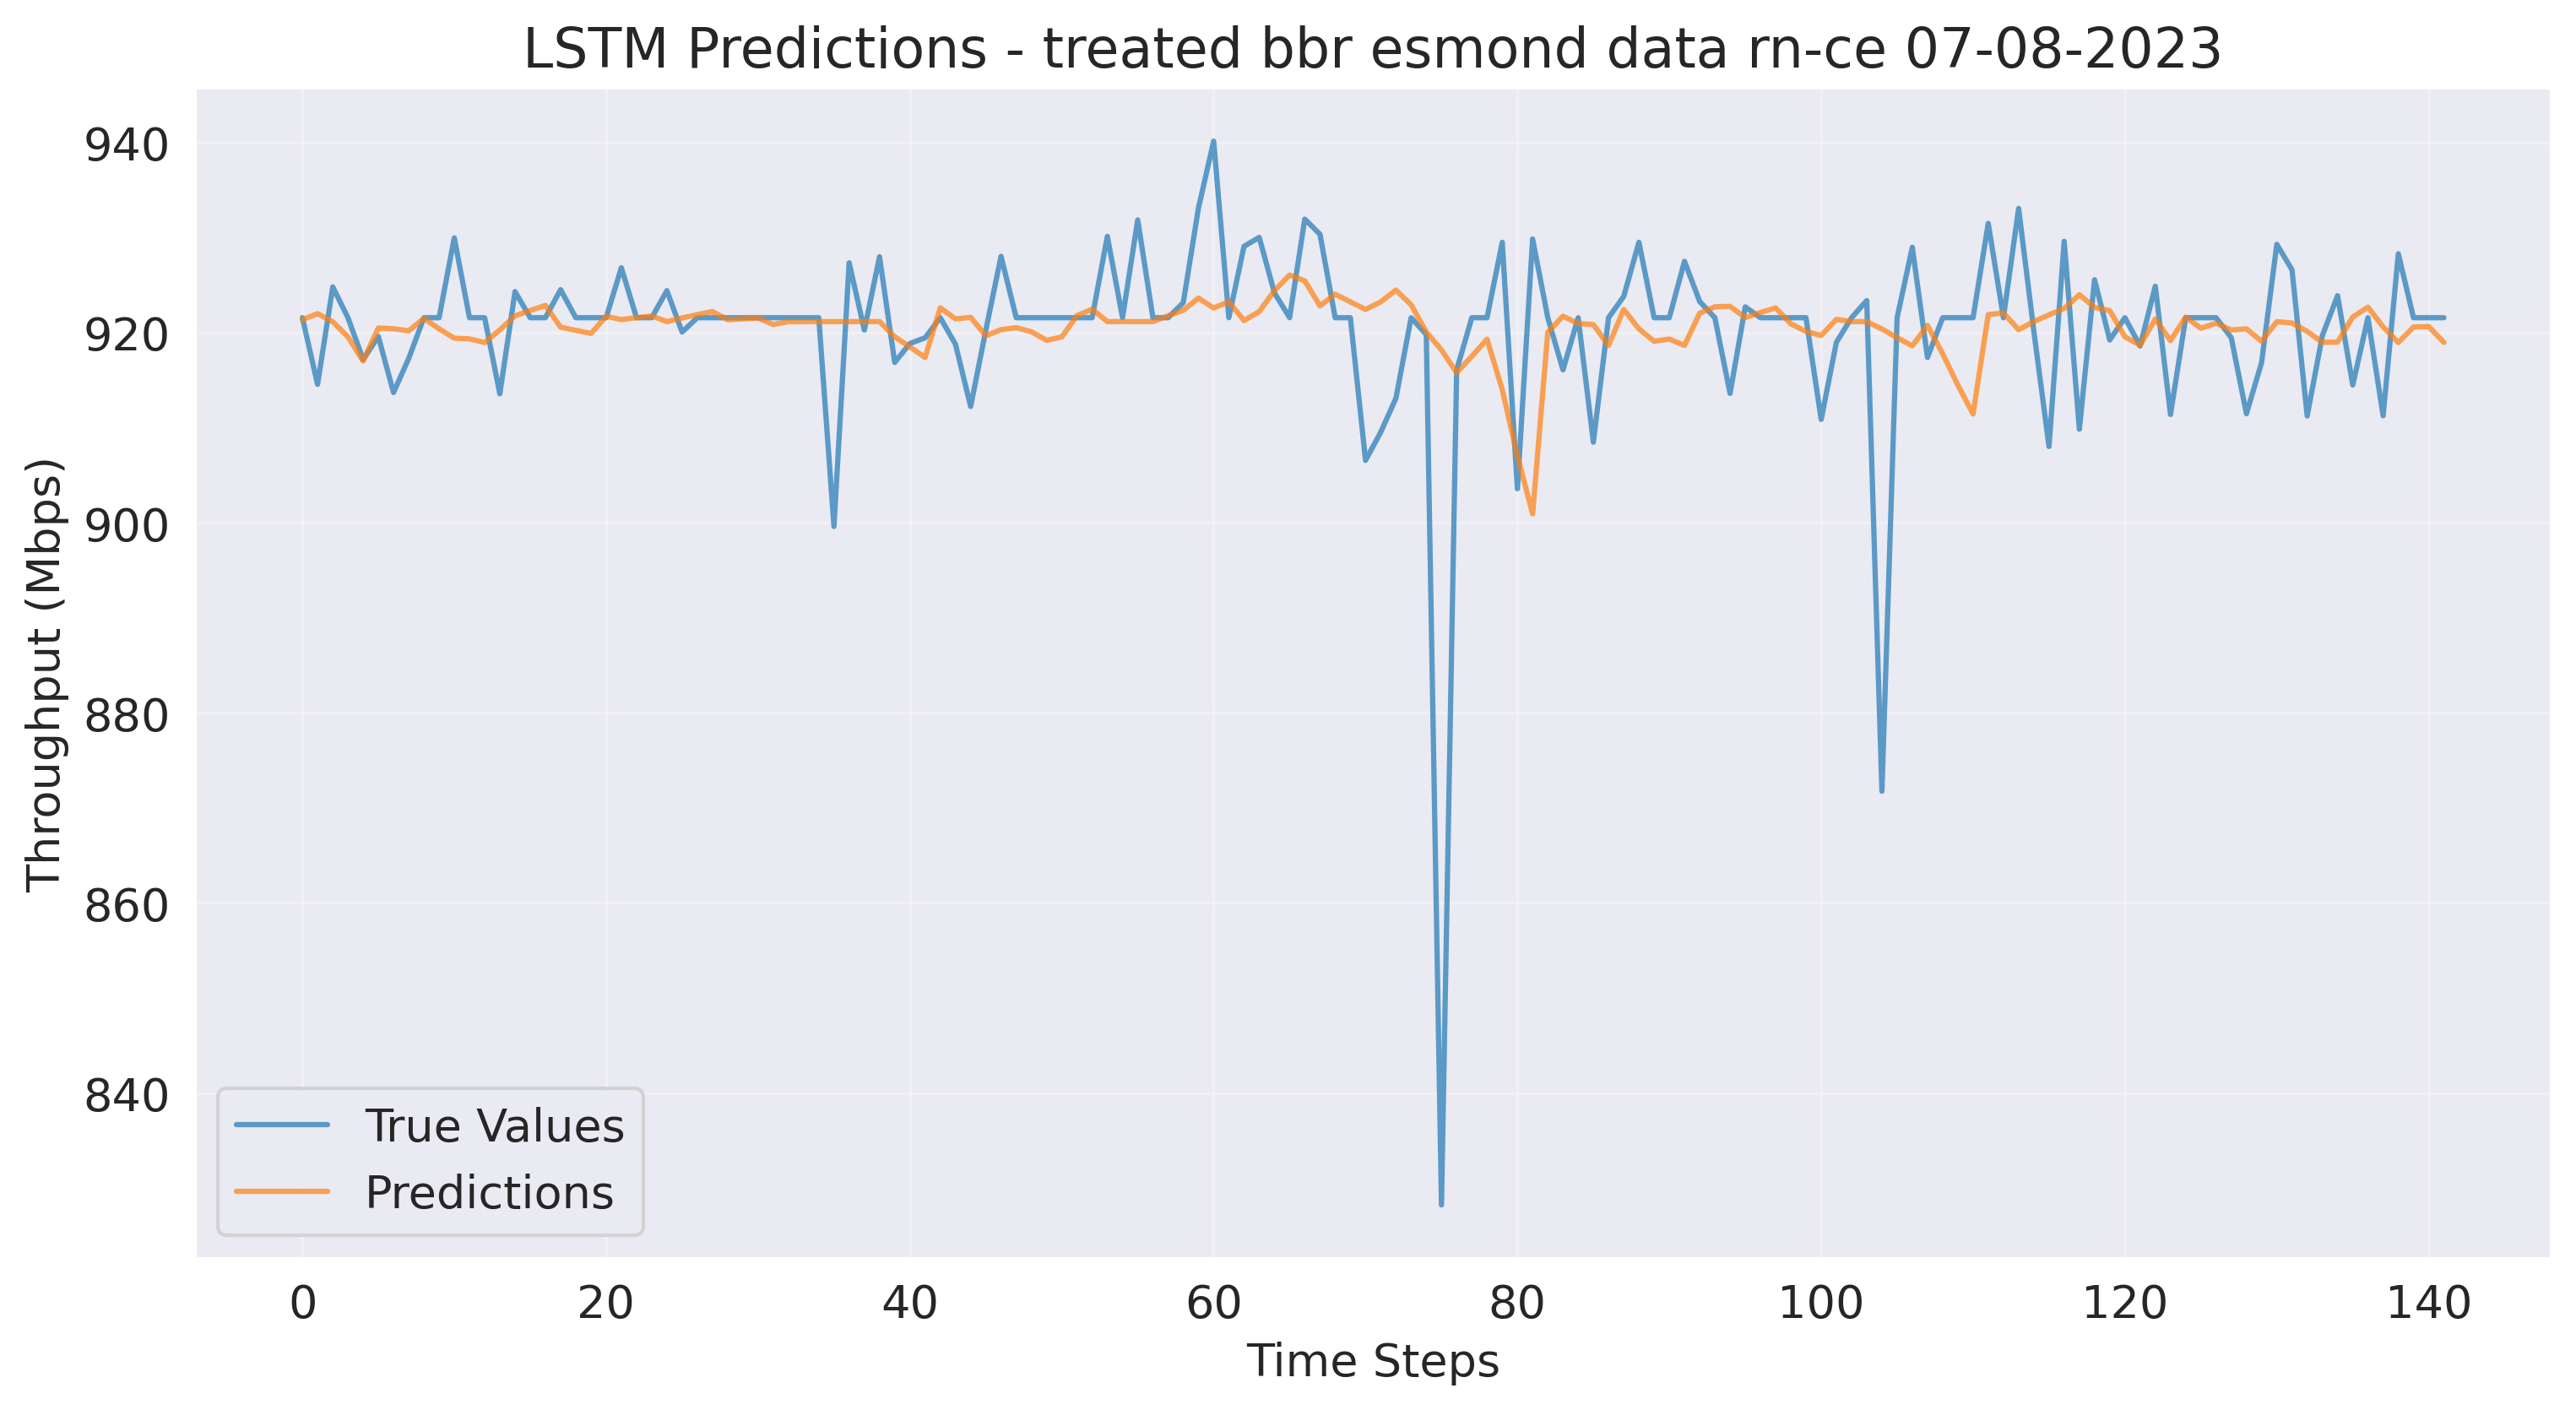 LSTM Predictions - treated bbr esmond data rn-ce 07-08-2023
Throughput (Mbps)
940
920
900
880
860
840
True Values
Predictions
0 20 40 60 80 100 120 140
Time Steps